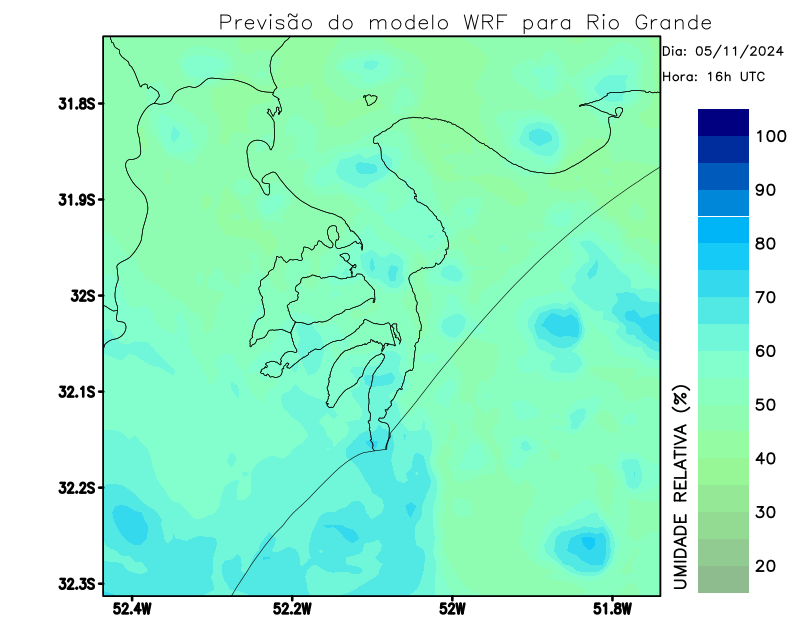 Previsão do modelo WRF para Rio Grande
Dia: 05/11/2024
Hora: 16h UTC
31.8S
31.9S
32S
32.1S
32.2S
32.3S
52.4W
52.2W
52W
51.8W
100
90
80
70
60
50
40
30
20
UMIDADE RELATIVA (%)